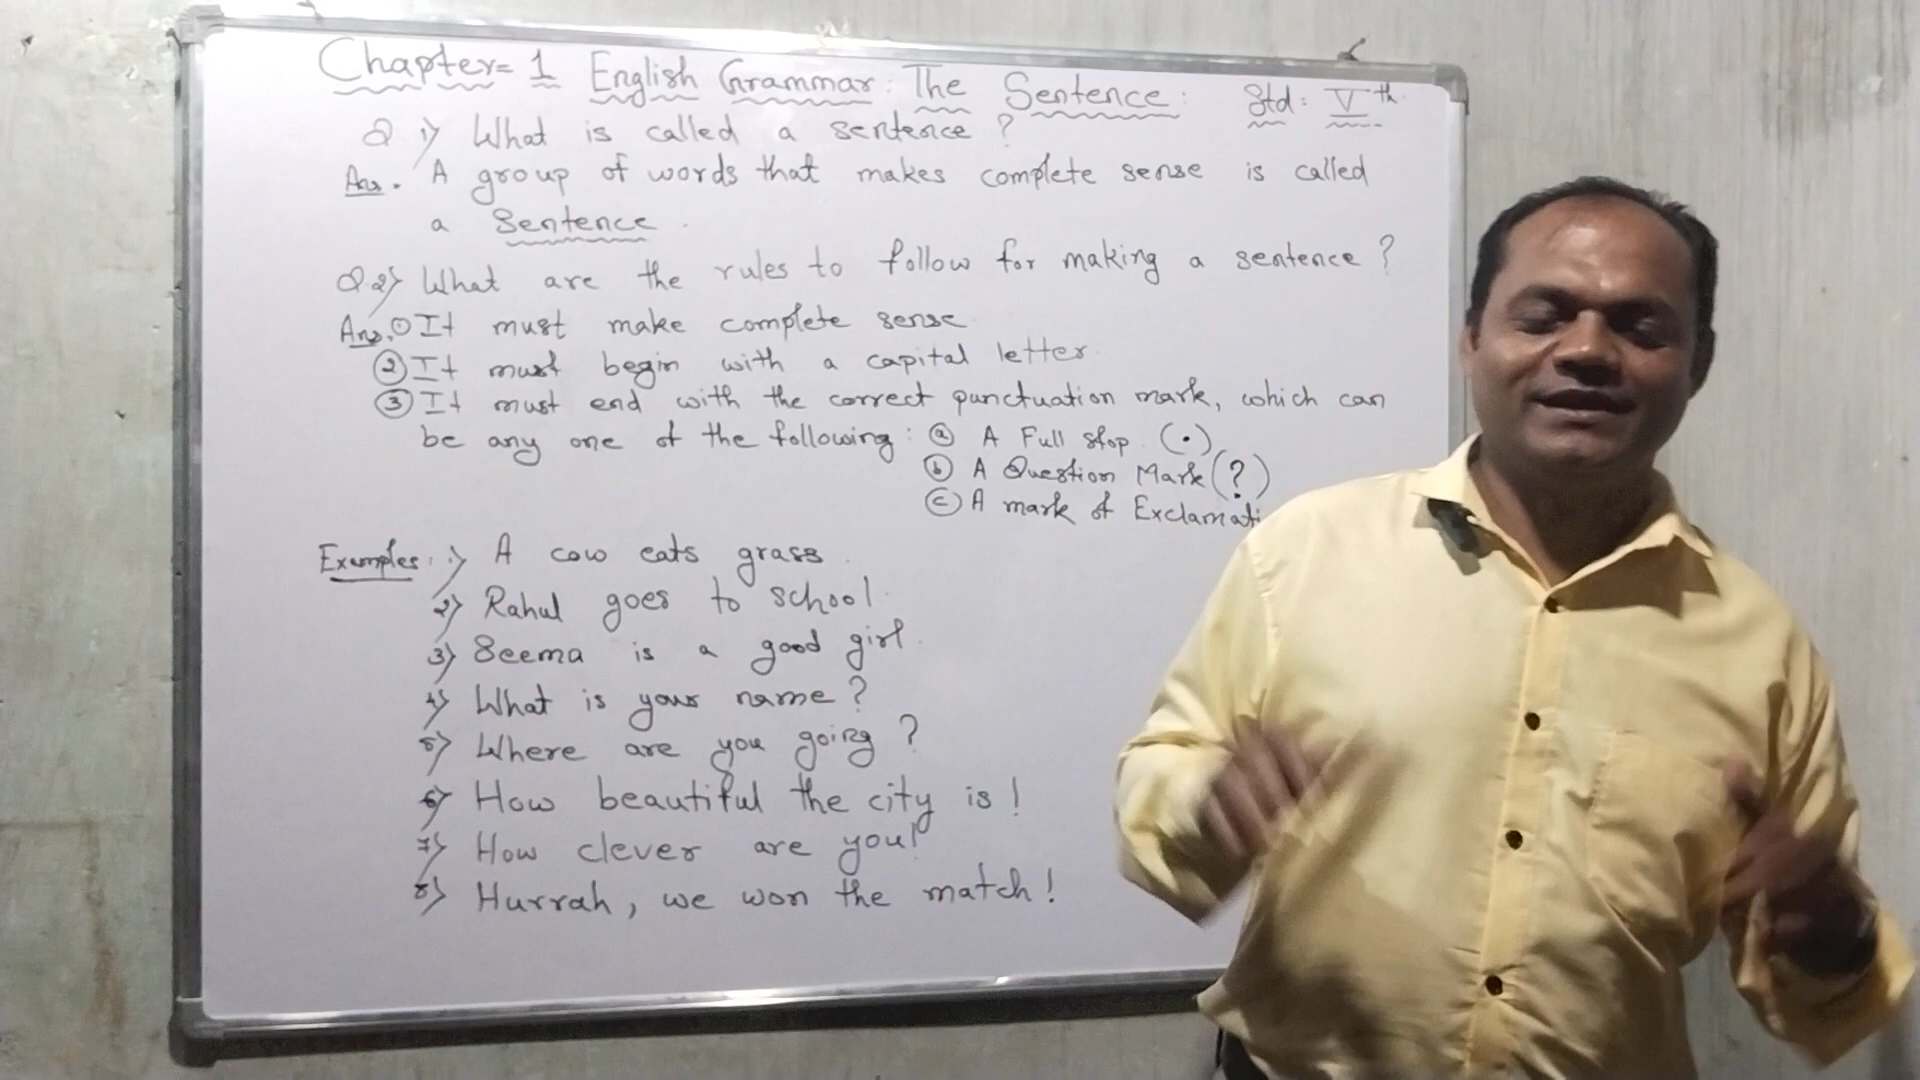 Chapter= 1 English Grammar: The Sentence: Std: Vth
Q 1) What is called a sentence?
Ans. A group of words that makes complete sense is called
a Sentence.
Q.2) What are the rules to follow for making a sentence?
Ans. ① It must make complete sense
② It must begin with a capital letter.
③ It must end with the correct punctuation mark, which can
be any one of the following: ⓐ A Full stop. (.)
ⓑ A Question Mark (?)
ⓒ A mark of Exclamati
Examples: 1) A cow eats grass.
2) Rahul goes to school.
3) Seema is a good girl.
4) What is your name?
5) Where are you going?
6) How beautiful the city is!
7) How clever are you!
8) Hurrah, we won the match!